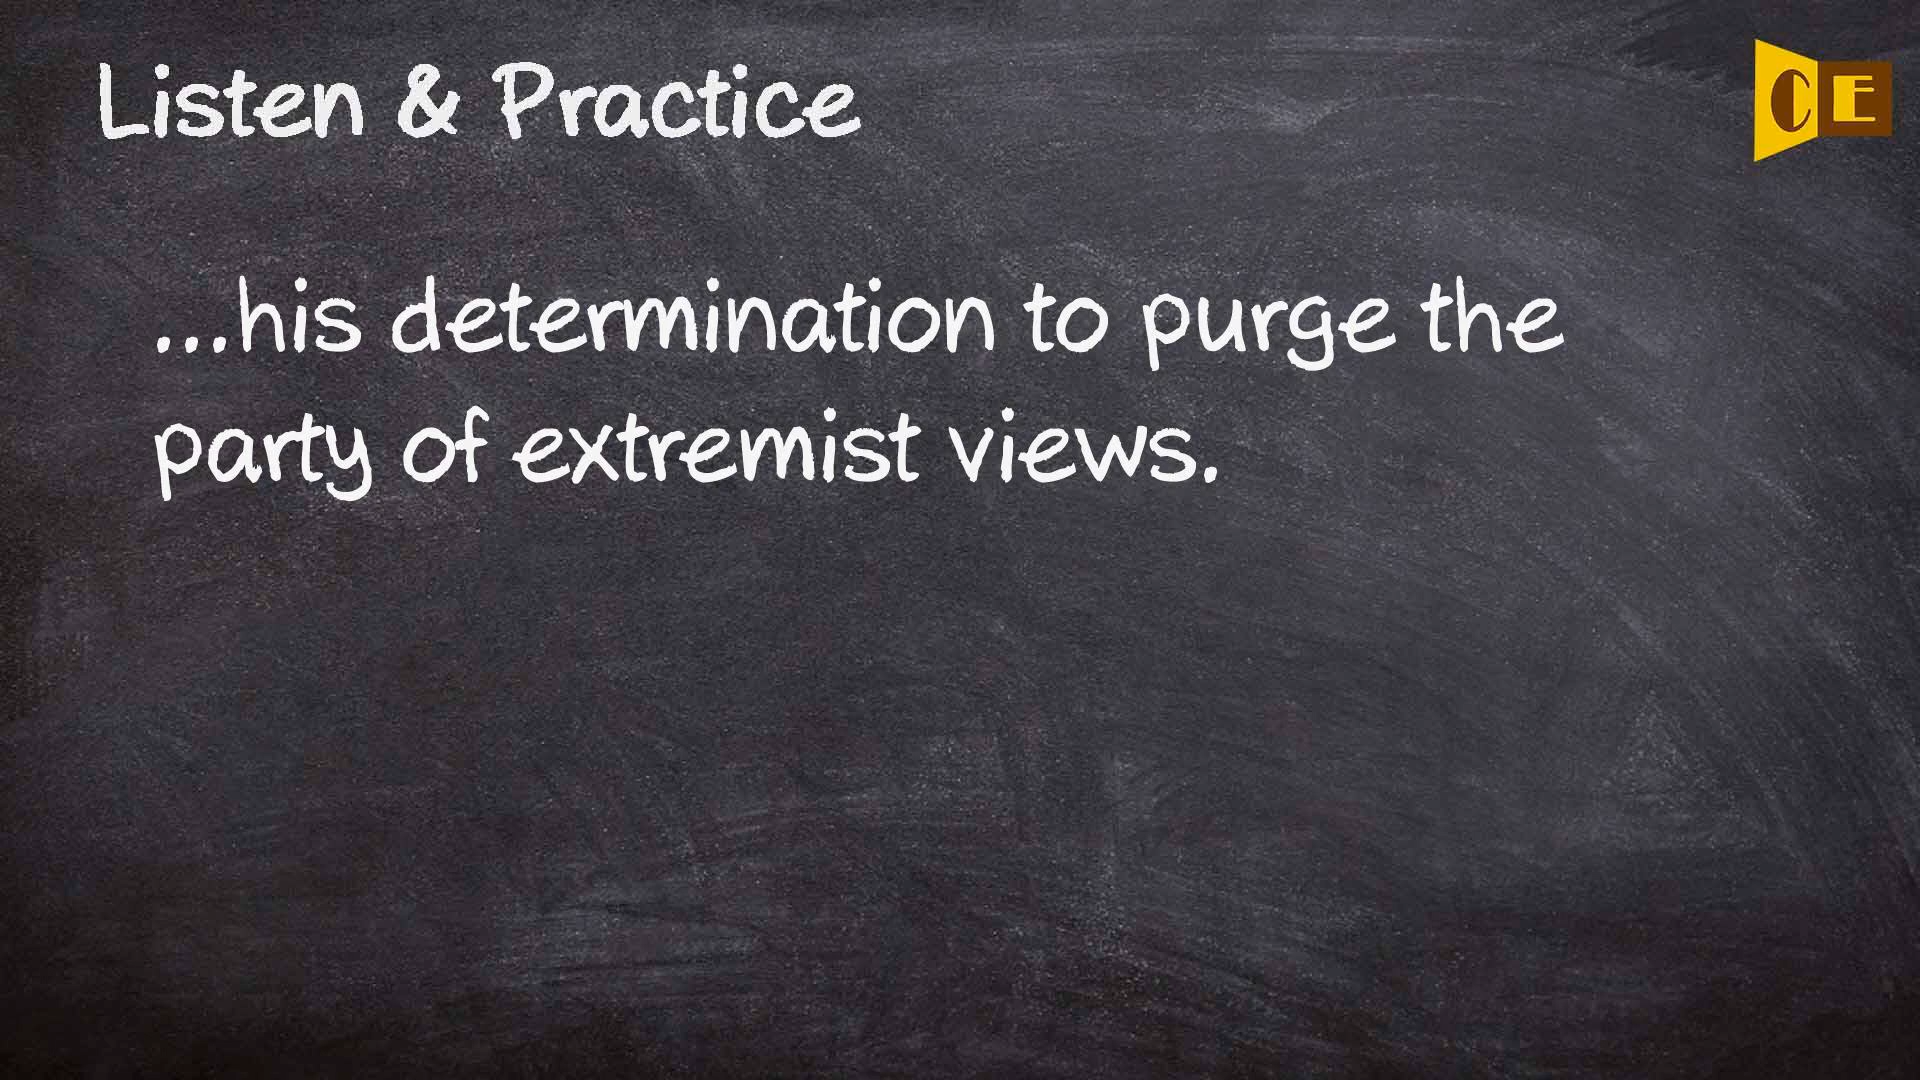 Listen & Practice
CE
...his determination to purge the
party of extremist views.